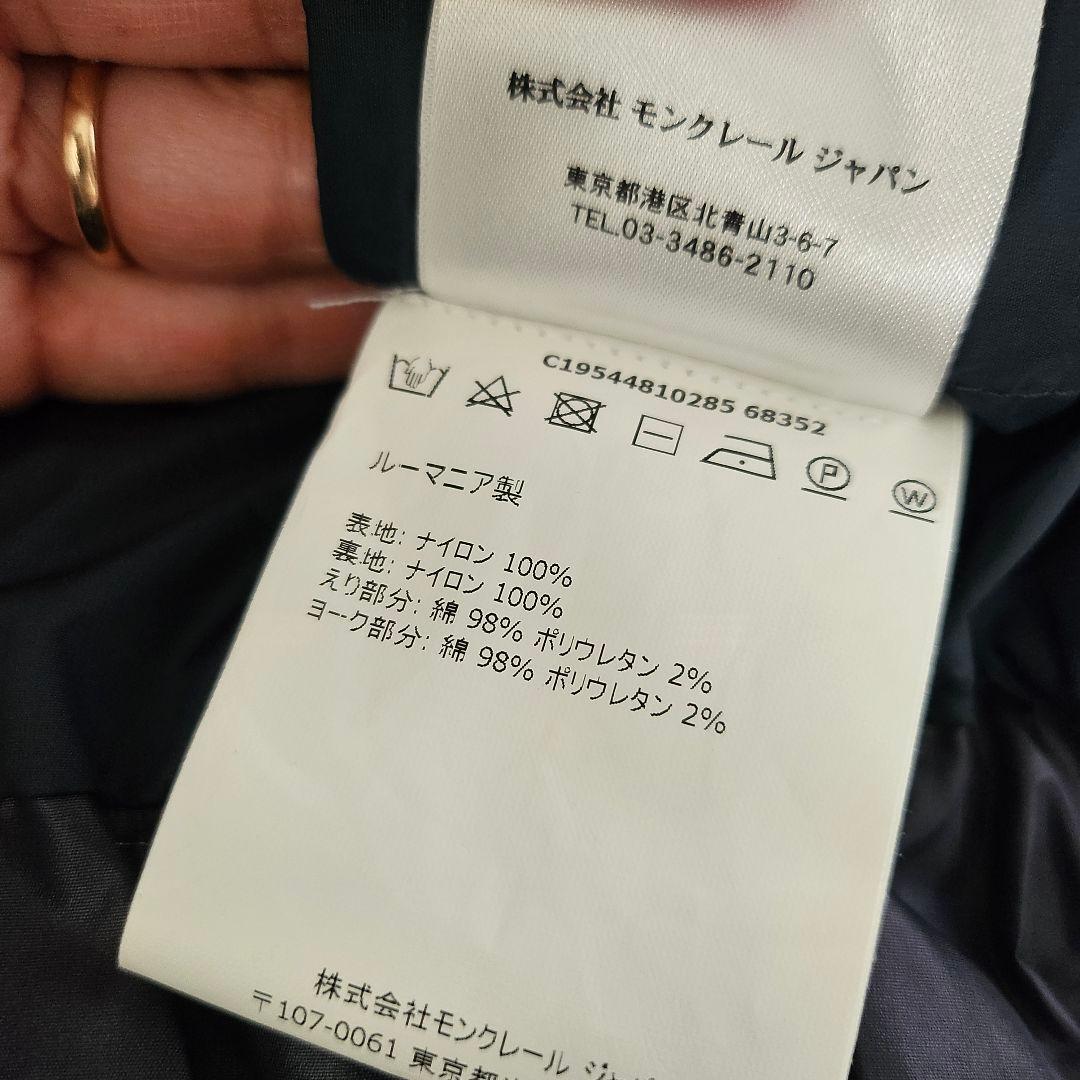 株式会社 モンクレール ジャパン
東京都港区北青山3-6-7
TEL.03-3486-2110
C19544810285 68352
P
W
ルーマニア製
表地: ナイロン 100%
裏地: ナイロン 100%
えり部分: 綿 98% ポリウレタン 2%
ヨーク部分: 綿 98% ポリウレタン 2%
株式会社モンクレール ジャパ
〒107-0061 東京都